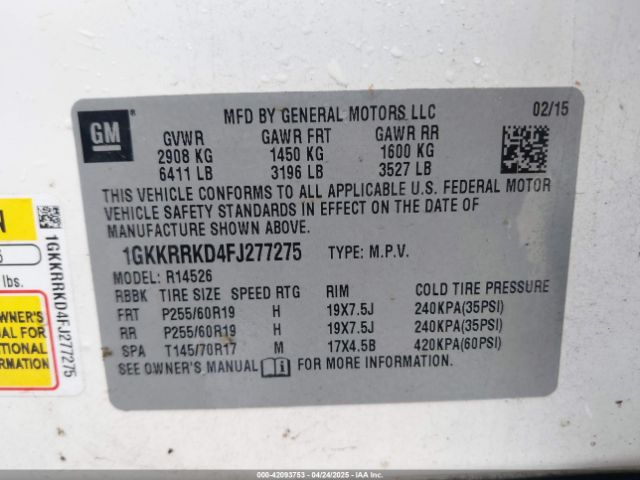 GM
MFD BY GENERAL MOTORS LLC 02/15
GVWR GAWR FRT GAWR RR
2908 KG 1450 KG 1600 KG
6411 LB 3196 LB 3527 LB
THIS VEHICLE CONFORMS TO ALL APPLICABLE U.S. FEDERAL MOTOR
VEHICLE SAFETY STANDARDS IN EFFECT ON THE DATE OF
MANUFACTURE SHOWN ABOVE.
1GKKRRKD4FJ277275 TYPE: M.P.V.
MODEL: R14526
RBBK TIRE SIZE SPEED RTG RIM COLD TIRE PRESSURE
FRT P255/60R19 H 19X7.5J 240KPA(35PSI)
RR P255/60R19 H 19X7.5J 240KPA(35PSI)
SPA T145/70R17 M 17X4.5B 420KPA(60PSI)
SEE OWNER'S MANUAL FOR MORE INFORMATION
N
lbs.
OWNER'S
AL FOR
TIONAL
RMATION
1GKKRRKD4FJ277275
000-42093753 - 04/24/2025 - IAAI.com